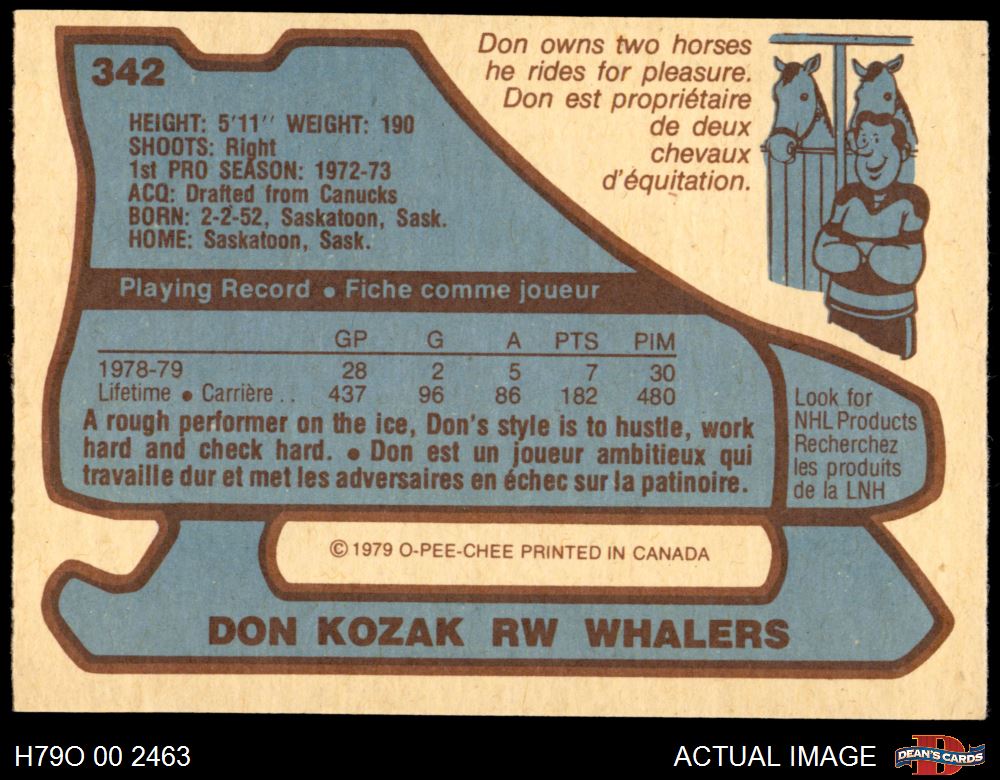 342
HEIGHT: 5'11" WEIGHT: 190
SHOOTS: Right
1st PRO SEASON: 1972-73
ACQ: Drafted from Canucks
BORN: 2-2-52, Saskatoon, Sask.
HOME: Saskatoon, Sask.
Don owns two horses
he rides for pleasure.
Don est propriétaire
de deux
chevaux
d'équitation.
Playing Record • Fiche comme joueur
GP G A PTS PIM
1978-79 28 2 5 7 30
Lifetime • Carrière .. 437 96 86 182 480
A rough performer on the ice, Don's style is to hustle, work
hard and check hard. • Don est un joueur ambitieux qui
travaille dur et met les adversaires en échec sur la patinoire.
Look for
NHL Products
Recherchez
les produits
de la LNH
© 1979 O-PEE-CHEE PRINTED IN CANADA
DON KOZAK RW WHALERS
H79O 00 2463
ACTUAL IMAGE
DEAN'S CARDS